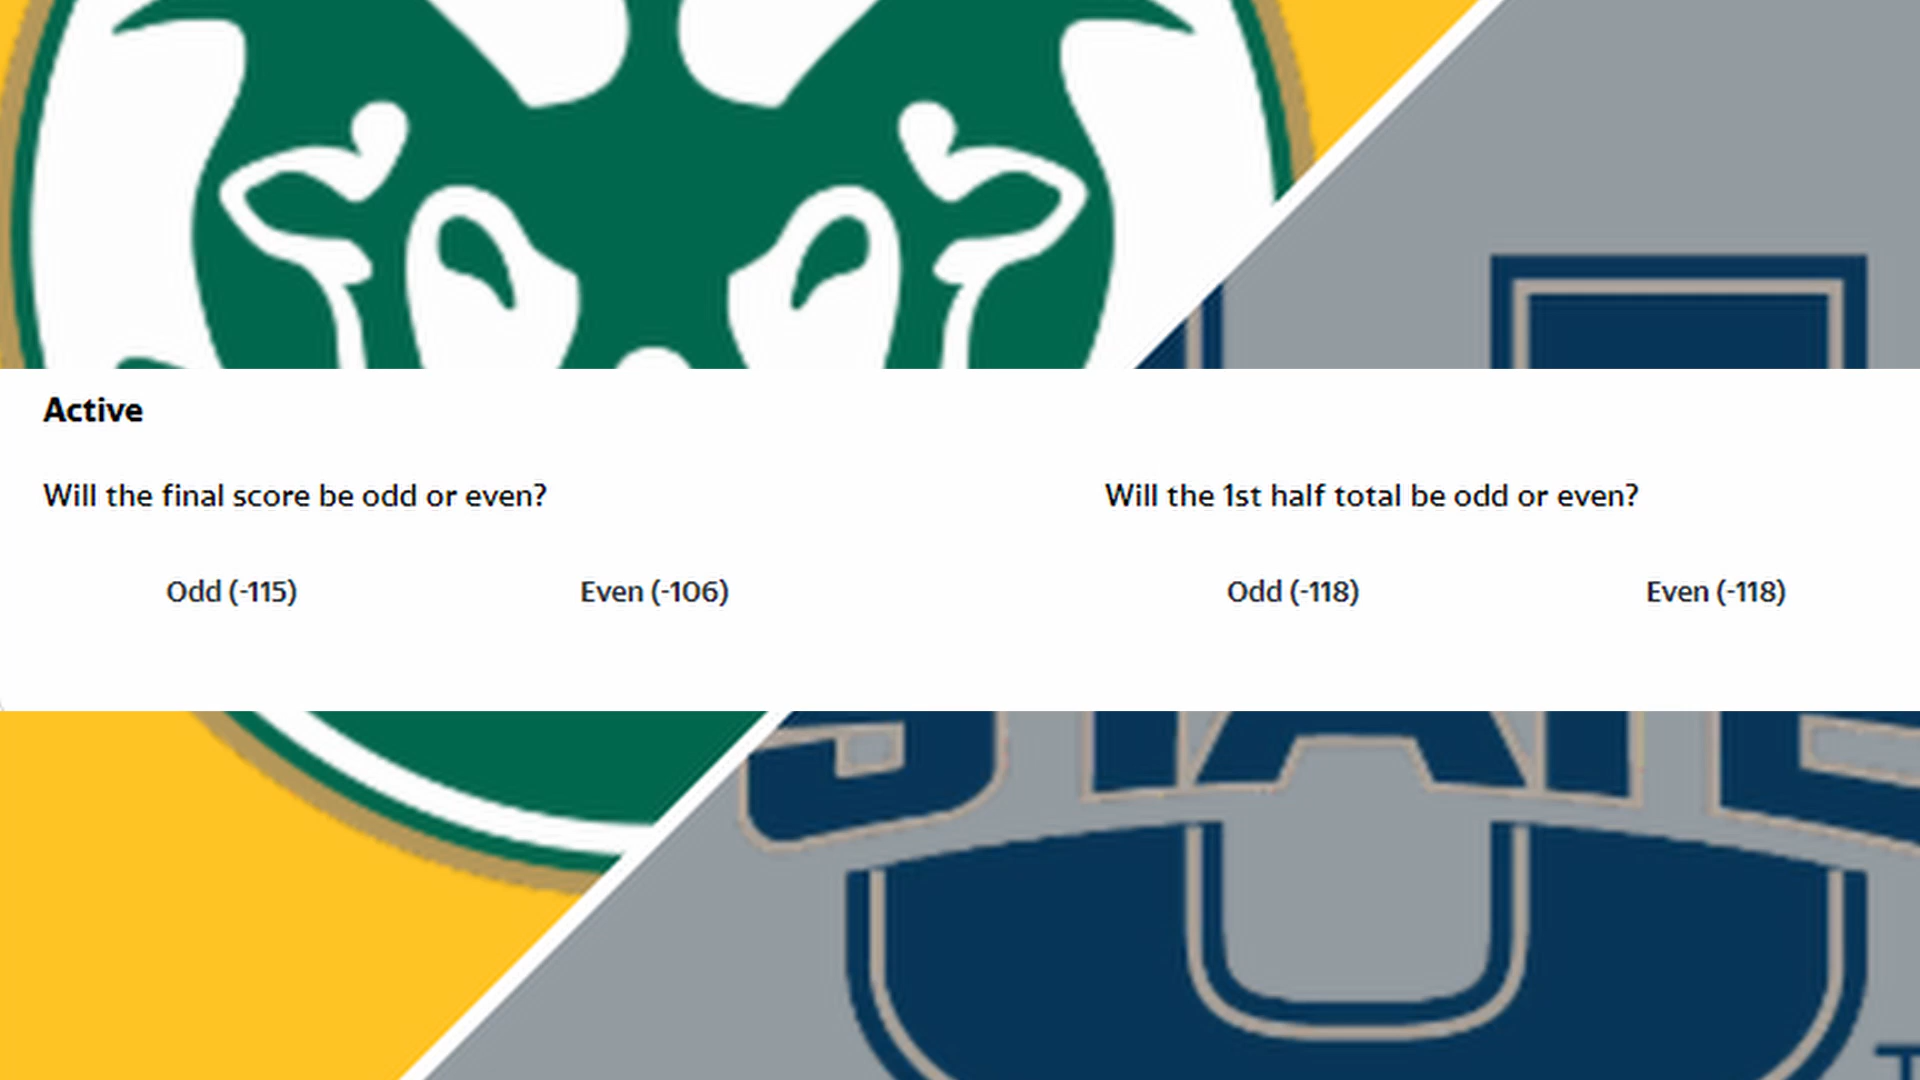 Active
Will the final score be odd or even?
Odd (-115) Even (-106)
Will the 1st half total be odd or even?
Odd (-118) Even (-118)
STATE